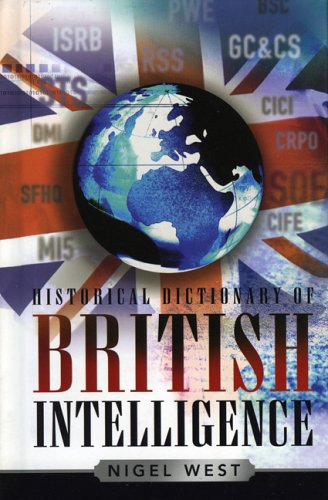 PWE
BSC
ISRB
RSS
GC&CS
SIS
CICI
DMI
CRPO
SFHQ
SOE
CIFE
MI5
HISTORICAL DICTIONARY OF
BRITISH
INTELLIGENCE
NIGEL WEST